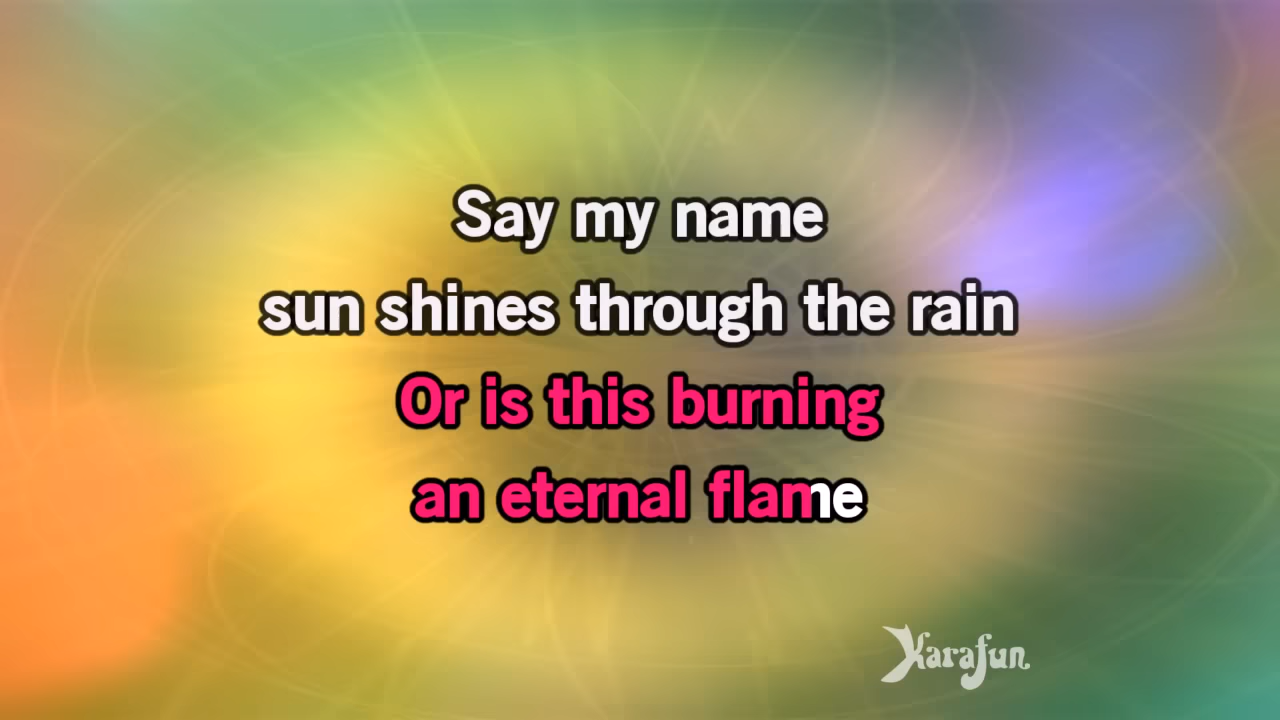 Say my name
sun shines through the rain
Or is this burning
an eternal flame
Karafun